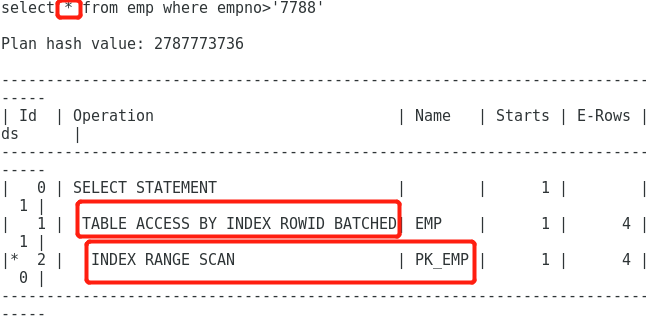 select * from emp where empno>'7788'
Plan hash value: 2787773736
--------------------------------------------------------------------------------
-----
| Id  | Operation                           | Name   | Starts | E-Rows |
ds      |
--------------------------------------------------------------------------------
-----
|   0 | SELECT STATEMENT                    |        |      1 |        |
  1 |
|   1 |  TABLE ACCESS BY INDEX ROWID BATCHED| EMP    |      1 |      4 |
  1 |
|*  2 |   INDEX RANGE SCAN                  | PK_EMP |      1 |      4 |
  0 |
--------------------------------------------------------------------------------
-----